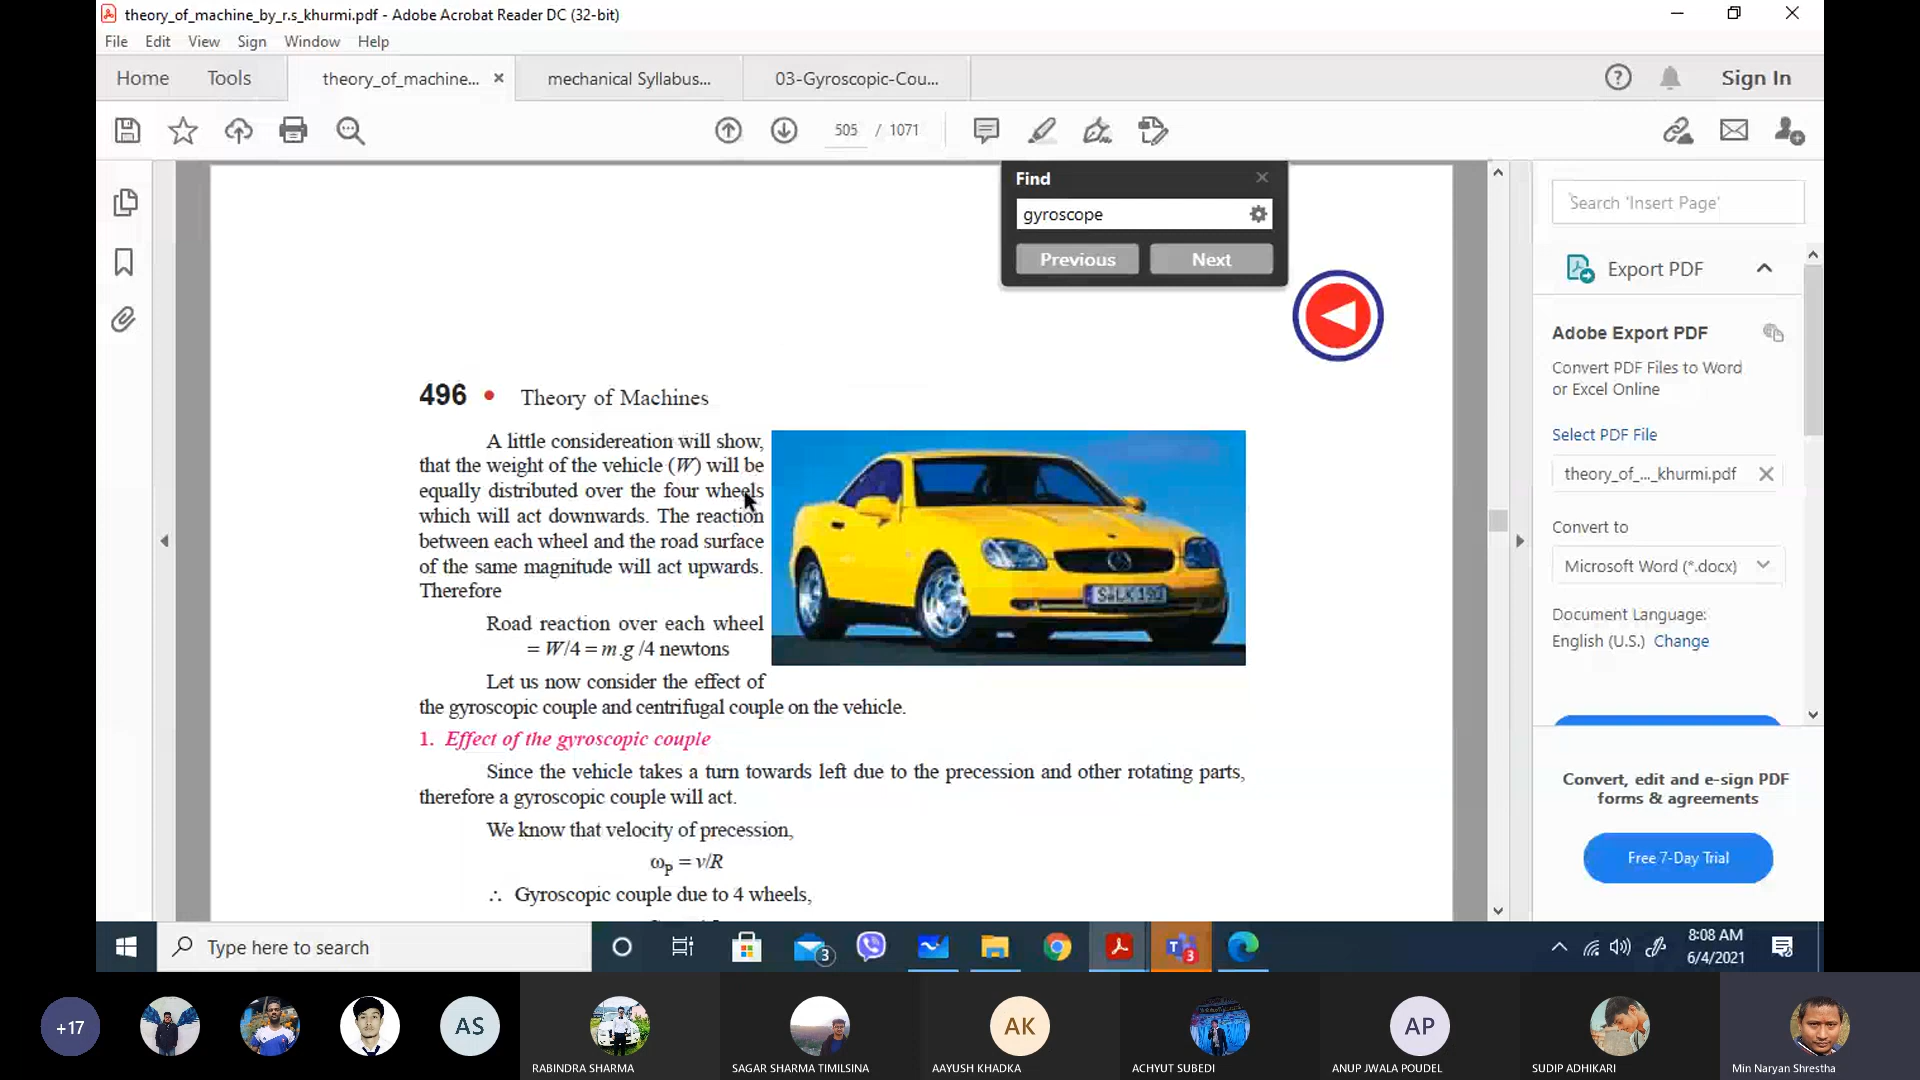 theory_of_machine_by_r.s_khurmi.pdf - Adobe Acrobat Reader DC (32-bit)
File Edit View Sign Window Help
Home Tools theory_of_machine... mechanical Syllabus... 03-Gyroscopic-Cou... Sign In
505 / 1071
Find
gyroscope
Previous Next
Search 'Insert Page'
Export PDF
Adobe Export PDF
Convert PDF Files to Word
or Excel Online
Select PDF File
theory_of_..._khurmi.pdf
Convert to
Microsoft Word (*.docx)
Document Language:
English (U.S.) Change
Convert, edit and e-sign PDF
forms & agreements
Free 7-Day Trial
496 • Theory of Machines
A little considereation will show,
that the weight of the vehicle (W) will be
equally distributed over the four wheels
which will act downwards. The reaction
between each wheel and the road surface
of the same magnitude will act upwards.
Therefore
Road reaction over each wheel
= W/4 = m.g /4 newtons
Let us now consider the effect of
the gyroscopic couple and centrifugal couple on the vehicle.
S LK 190
1. Effect of the gyroscopic couple
Since the vehicle takes a turn towards left due to the precession and other rotating parts,
therefore a gyroscopic couple will act.
We know that velocity of precession,
ωP = v/R
∴ Gyroscopic couple due to 4 wheels,
Type here to search
3
3
8:08 AM
6/4/2021
+17
AS
AK
AP
RABINDRA SHARMA
SAGAR SHARMA TIMILSINA
AAYUSH KHADKA
ACHYUT SUBEDI
ANUP JWALA POUDEL
SUDIP ADHIKARI
Min Naryan Shrestha